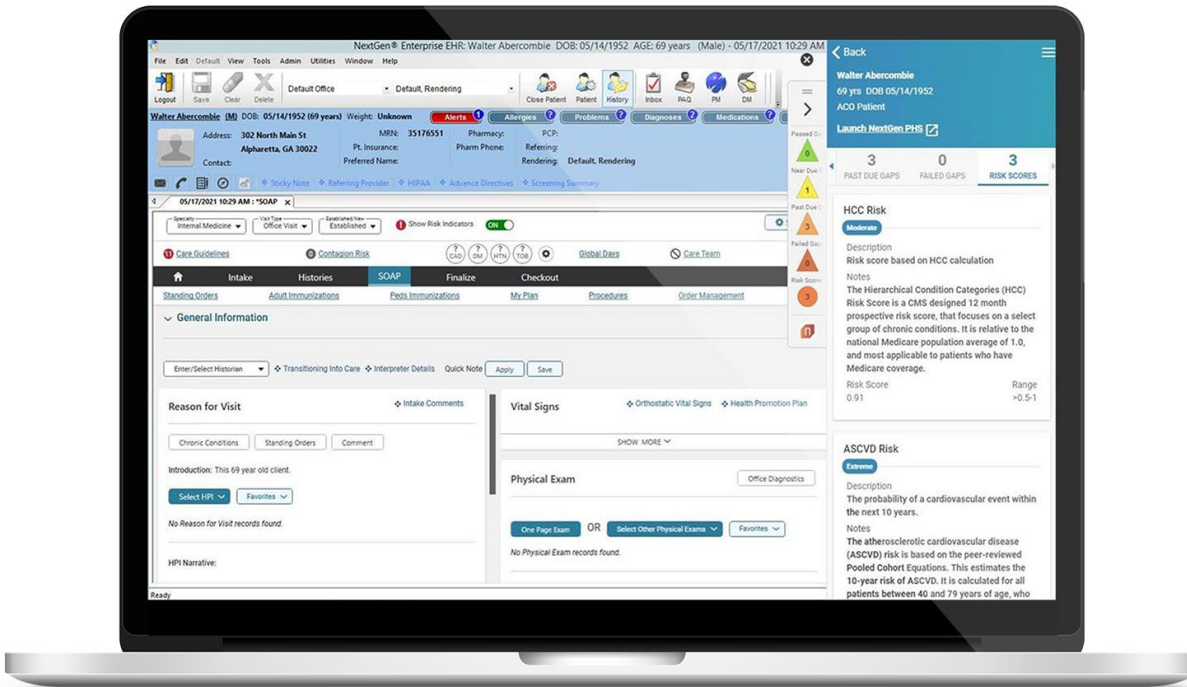 NextGen® Enterprise EHR: Walter Abercombie DOB: 05/14/1952 AGE: 69 years (Male) - 05/17/2021 10:29 AM
File Edit Default View Tools Admin Utilities Window Help
Default Office Default, Rendering
Logout Save Clear Delete Close Patient Patient History Inbox PAQ PM DM
Walter Abercombie (M) DOB: 05/14/1952 (69 years) Weight: Unknown Alerts 1 Allergies ? Problems ? Diagnoses ? Medications ?
Address: 302 North Main St MRN: 35176551 Pharmacy: PCP:
Alpharetta, GA 30022 Pt. Insurance: Pharm Phone: Referring:
Contact: Preferred Name: Rendering: Default, Rendering
Sticky Note Referring Provider HIPAA Advance Directives Screening Summary
05/17/2021 10:29 AM : *SOAP x
Specialty Visit Type Established/New
Internal Medicine Office Visit Established Show Risk Indicators ON
11 Care Guidelines 0 Contagion Risk ? CAD ? DM ? HTN ? TOB Global Days Care Team
Intake Histories SOAP Finalize Checkout
Standing Orders Adult Immunizations Peds Immunizations My Plan Procedures Order Management
General Information
Enter/Select Historian Transitioning Into Care Interpreter Details Quick Note Apply Save
Reason for Visit Intake Comments
Chronic Conditions Standing Orders Comment
Introduction: This 69 year old client.
Select HPI Favorites
No Reason for Visit records found.
HPI Narrative:
Vital Signs Orthostatic Vital Signs Health Promotion Plan
SHOW MORE
Physical Exam Office Diagnostics
One Page Exam OR Select Other Physical Exams Favorites
No Physical Exam records found.
Ready
Passed
0
Near Due
1
Past Due
3
Failed
0
Risk
3
n
Back
Walter Abercombie
69 yrs DOB 05/14/1952
ACO Patient
Launch NextGen PHS
3 0 3
PAST DUE GAPS FAILED GAPS RISK SCORES
HCC Risk
Moderate
Description
Risk score based on HCC calculation
Notes
The Hierarchical Condition Categories (HCC)
Risk Score is a CMS designed 12 month
prospective risk score, that focuses on a select
group of chronic conditions. It is relative to the
national Medicare population average of 1.0,
and most applicable to patients who have
Medicare coverage.
Risk Score Range
0.91 >0.5-1
ASCVD Risk
Extreme
Description
The probability of a cardiovascular event within
the next 10 years.
Notes
The atherosclerotic cardiovascular disease
(ASCVD) risk is based on the peer-reviewed
Pooled Cohort Equations. This estimates the
10-year risk of ASCVD. It is calculated for all
patients between 40 and 79 years of age, who